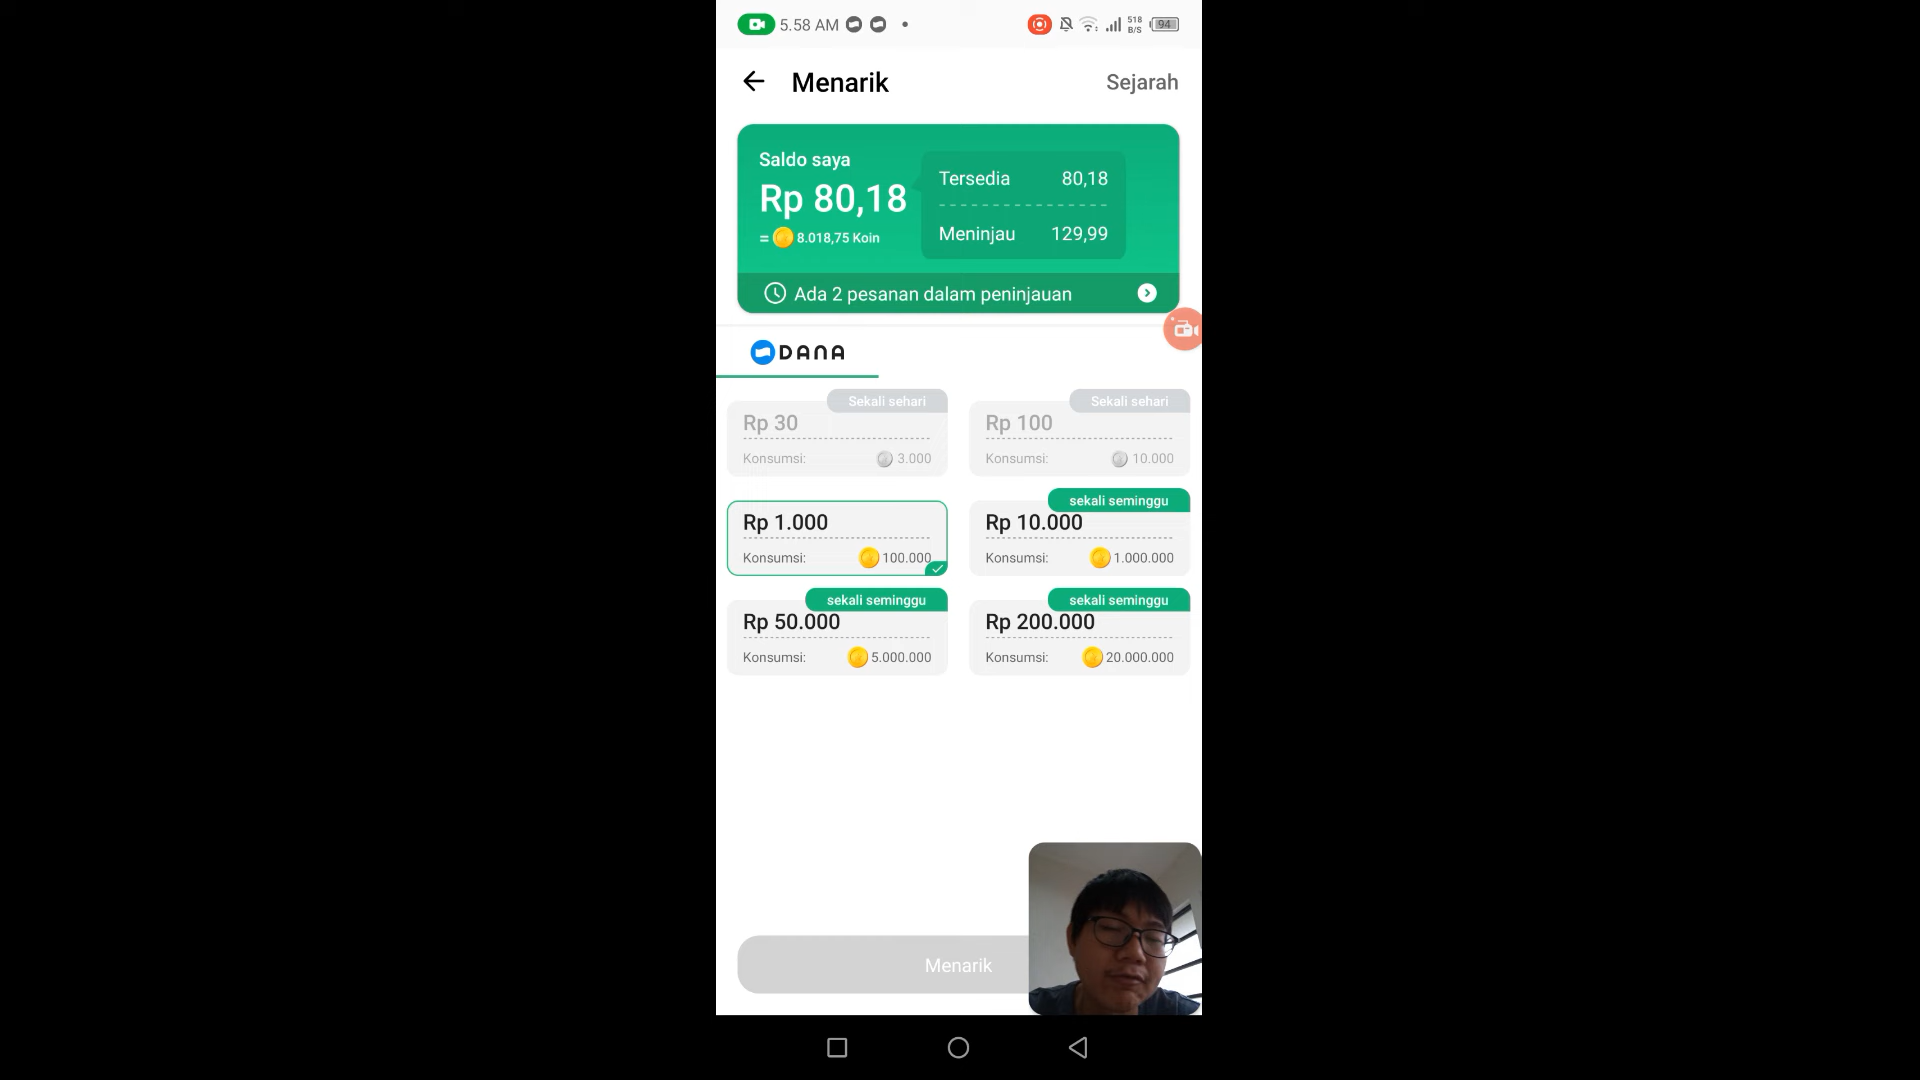 5.58 AM
518
B/S
94
Menarik
Sejarah
Saldo saya
Rp 80,18
= 8.018,75 Koin
Tersedia 80,18
Meninjau 129,99
Ada 2 pesanan dalam peninjauan
DANA
Sekali sehari
Rp 30
Konsumsi: 3.000
Sekali sehari
Rp 100
Konsumsi: 10.000
Rp 1.000
Konsumsi: 100.000
sekali seminggu
Rp 10.000
Konsumsi: 1.000.000
sekali seminggu
Rp 50.000
Konsumsi: 5.000.000
sekali seminggu
Rp 200.000
Konsumsi: 20.000.000
Menarik